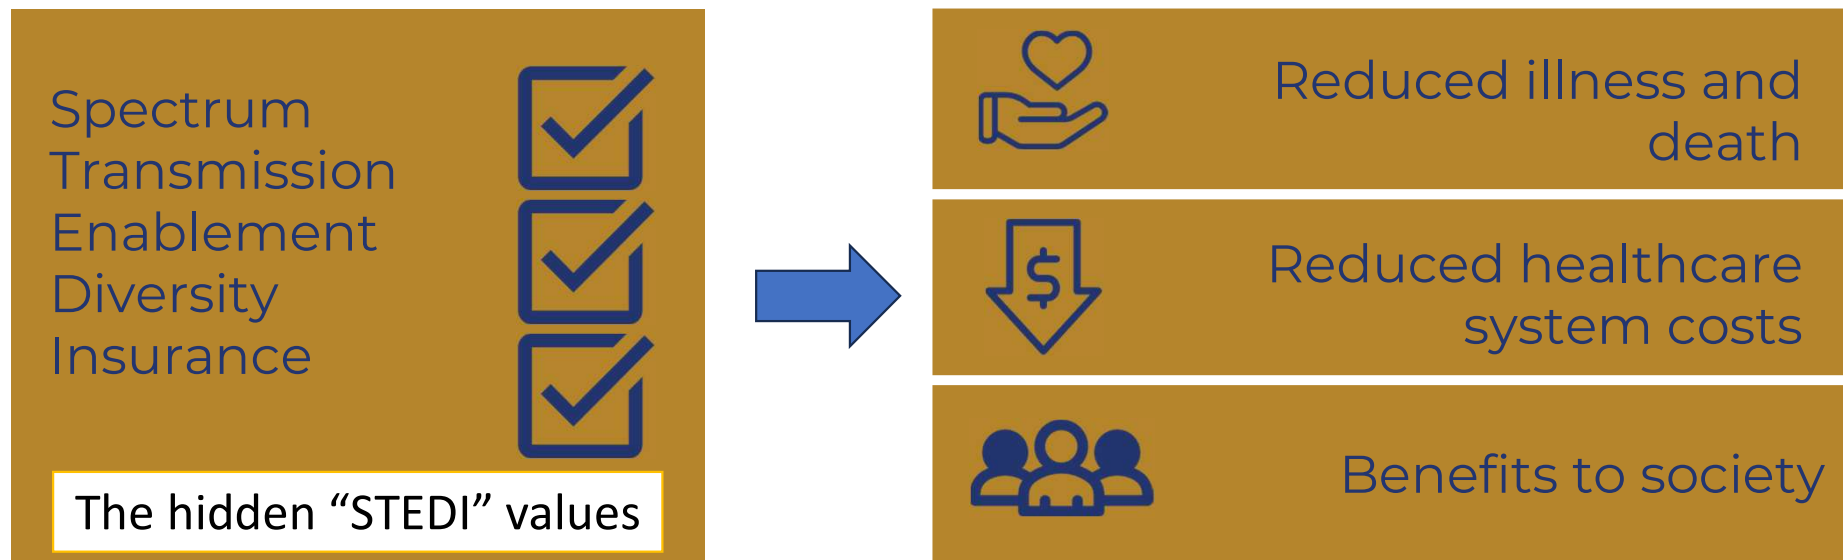 Spectrum
Transmission
Enablement
Diversity
Insurance
The hidden “STEDI” values
Reduced illness and
death
$
Reduced healthcare
system costs
Benefits to society